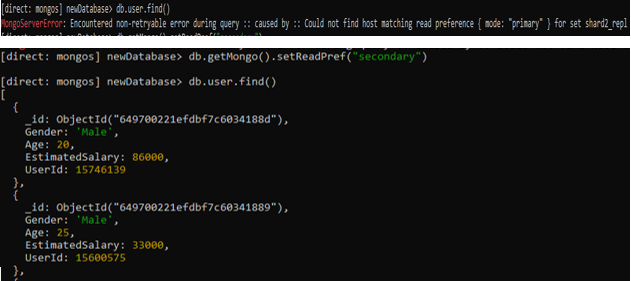 [direct: mongos] newDatabase> db.user.find()
MongoServerError: Encountered non-retryable error during query :: caused by :: Could not find host matching read preference { mode: "primary" } for set shard2_repl
[direct: mongos] newDatabase> db.getMongo().setReadPref("secondary")
[direct: mongos] newDatabase> db.user.find()
[
  {
    _id: ObjectId("649700221efdbf7c6034188d"),
    Gender: 'Male',
    Age: 20,
    EstimatedSalary: 86000,
    UserId: 15746139
  },
  {
    _id: ObjectId("649700221efdbf7c60341889"),
    Gender: 'Male',
    Age: 25,
    EstimatedSalary: 33000,
    UserId: 15600575
  },